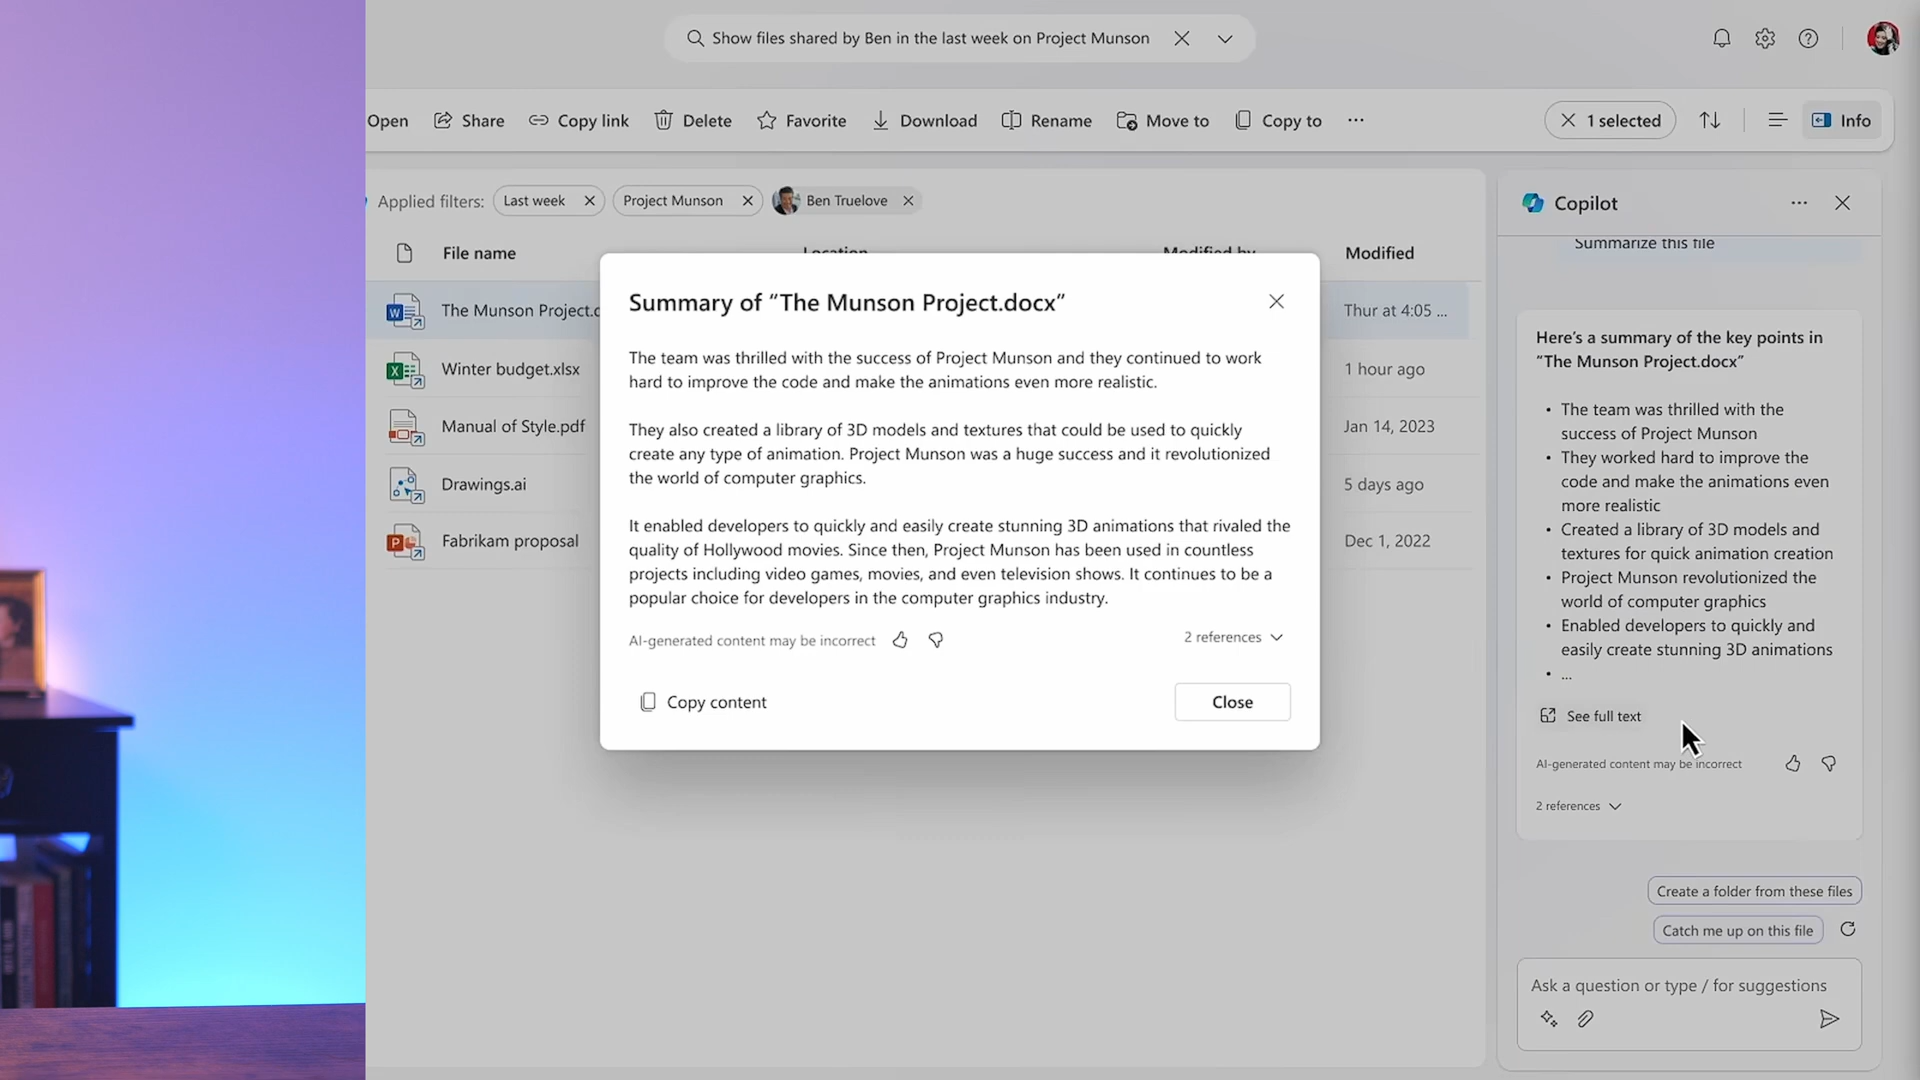 Show files shared by Ben in the last week on Project Munson
Open Share Copy link Delete Favorite Download Rename Move to Copy to ... 1 selected Info
Applied filters: Last week Project Munson Ben Truelove
File name Location Modified by Modified
The Munson Project. Thur at 4:05 ...
Winter budget.xlsx 1 hour ago
Manual of Style.pdf Jan 14, 2023
Drawings.ai 5 days ago
Fabrikam proposal Dec 1, 2022
Summary of “The Munson Project.docx”
The team was thrilled with the success of Project Munson and they continued to work
hard to improve the code and make the animations even more realistic.
They also created a library of 3D models and textures that could be used to quickly
create any type of animation. Project Munson was a huge success and it revolutionized
the world of computer graphics.
It enabled developers to quickly and easily create stunning 3D animations that rivaled the
quality of Hollywood movies. Since then, Project Munson has been used in countless
projects including video games, movies, and even television shows. It continues to be a
popular choice for developers in the computer graphics industry.
AI-generated content may be incorrect 2 references
Copy content Close
Copilot ...
Summarize this file
Here’s a summary of the key points in
“The Munson Project.docx”
• The team was thrilled with the
success of Project Munson
• They worked hard to improve the
code and make the animations even
more realistic
• Created a library of 3D models and
textures for quick animation creation
• Project Munson revolutionized the
world of computer graphics
• Enabled developers to quickly and
easily create stunning 3D animations
• ...
See full text
AI-generated content may be incorrect
2 references
Create a folder from these files
Catch me up on this file
Ask a question or type / for suggestions